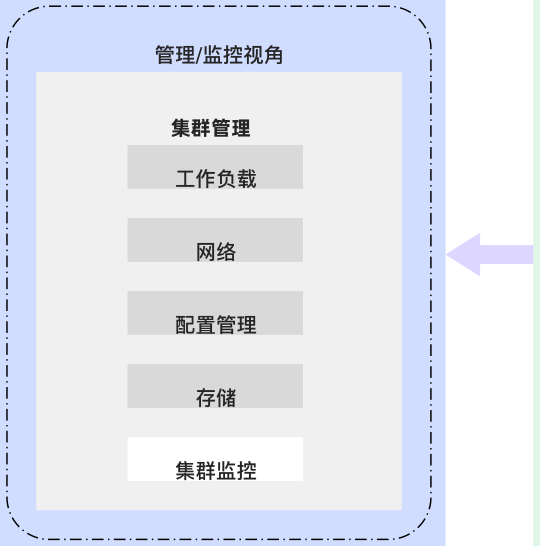 管理/监控视角
集群管理
工作负载
网络
配置管理
存储
集群监控